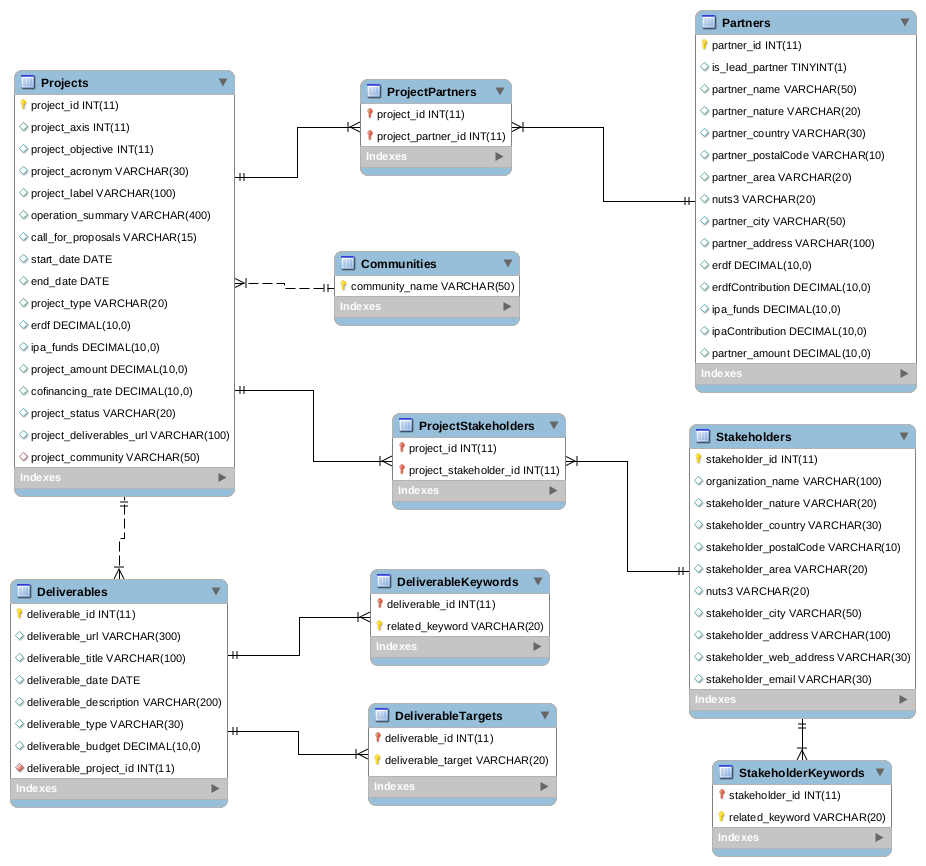 Projects
project_id INT(11)
project_axis INT(11)
project_objective INT(11)
project_acronym VARCHAR(30)
project_label VARCHAR(100)
operation_summary VARCHAR(400)
call_for_proposals VARCHAR(15)
start_date DATE
end_date DATE
project_type VARCHAR(20)
erdf DECIMAL(10,0)
ipa_funds DECIMAL(10,0)
project_amount DECIMAL(10,0)
cofinancing_rate DECIMAL(10,0)
project_status VARCHAR(20)
project_deliverables_url VARCHAR(100)
project_community VARCHAR(50)
Indexes
ProjectPartners
project_id INT(11)
project_partner_id INT(11)
Indexes
Partners
partner_id INT(11)
is_lead_partner TINYINT(1)
partner_name VARCHAR(50)
partner_nature VARCHAR(20)
partner_country VARCHAR(30)
partner_postalCode VARCHAR(10)
partner_area VARCHAR(20)
nuts3 VARCHAR(20)
partner_city VARCHAR(50)
partner_address VARCHAR(100)
erdf DECIMAL(10,0)
erdfContribution DECIMAL(10,0)
ipa_funds DECIMAL(10,0)
ipaContribution DECIMAL(10,0)
partner_amount DECIMAL(10,0)
Indexes
Communities
community_name VARCHAR(50)
Indexes
ProjectStakeholders
project_id INT(11)
project_stakeholder_id INT(11)
Indexes
Stakeholders
stakeholder_id INT(11)
organization_name VARCHAR(100)
stakeholder_nature VARCHAR(20)
stakeholder_country VARCHAR(30)
stakeholder_postalCode VARCHAR(10)
stakeholder_area VARCHAR(20)
nuts3 VARCHAR(20)
stakeholder_city VARCHAR(50)
stakeholder_address VARCHAR(100)
stakeholder_web_address VARCHAR(30)
stakeholder_email VARCHAR(30)
Indexes
Deliverables
deliverable_id INT(11)
deliverable_url VARCHAR(300)
deliverable_title VARCHAR(100)
deliverable_date DATE
deliverable_description VARCHAR(200)
deliverable_type VARCHAR(30)
deliverable_budget DECIMAL(10,0)
deliverable_project_id INT(11)
Indexes
DeliverableKeywords
deliverable_id INT(11)
related_keyword VARCHAR(20)
Indexes
DeliverableTargets
deliverable_id INT(11)
deliverable_target VARCHAR(20)
Indexes
StakeholderKeywords
stakeholder_id INT(11)
related_keyword VARCHAR(20)
Indexes